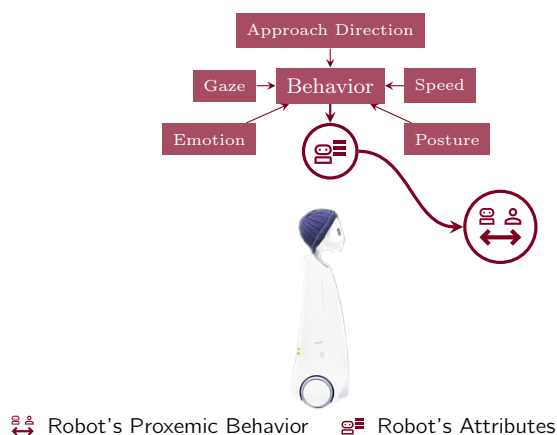 Approach Direction
Gaze
Behavior
Speed
Emotion
Posture
Robot's Proxemic Behavior
Robot's Attributes